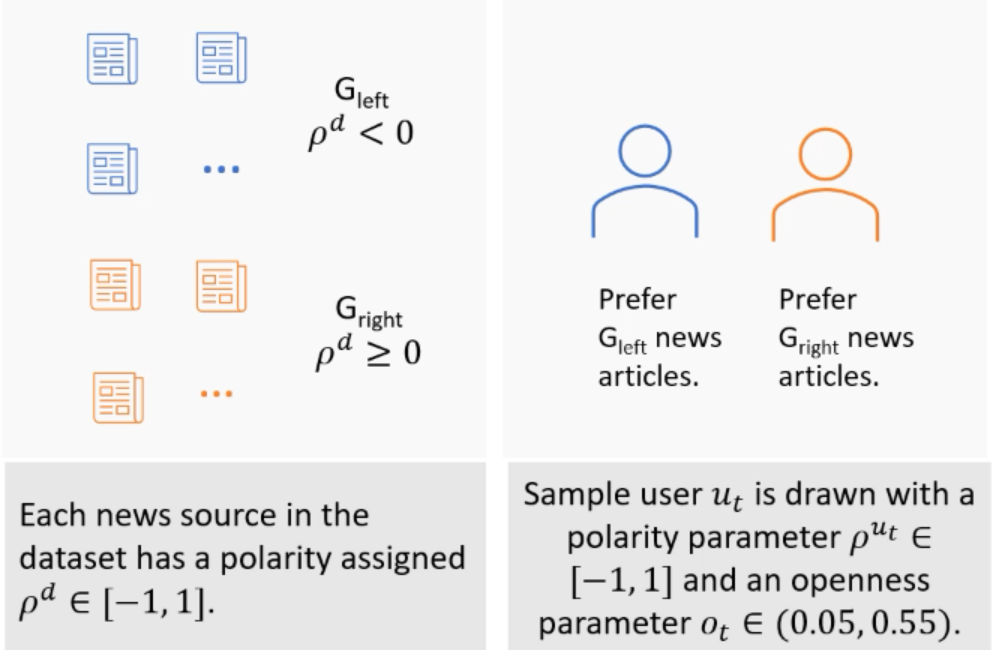 G_left
ρ^d < 0
...
G_right
ρ^d ≥ 0
...
Each news source in the
dataset has a polarity assigned
ρ^d ∈ [−1, 1].
Prefer
G_left news
articles.
Prefer
G_right news
articles.
Sample user u_t is drawn with a
polarity parameter ρ^{u_t} ∈
[−1, 1] and an openness
parameter o_t ∈ (0.05, 0.55).